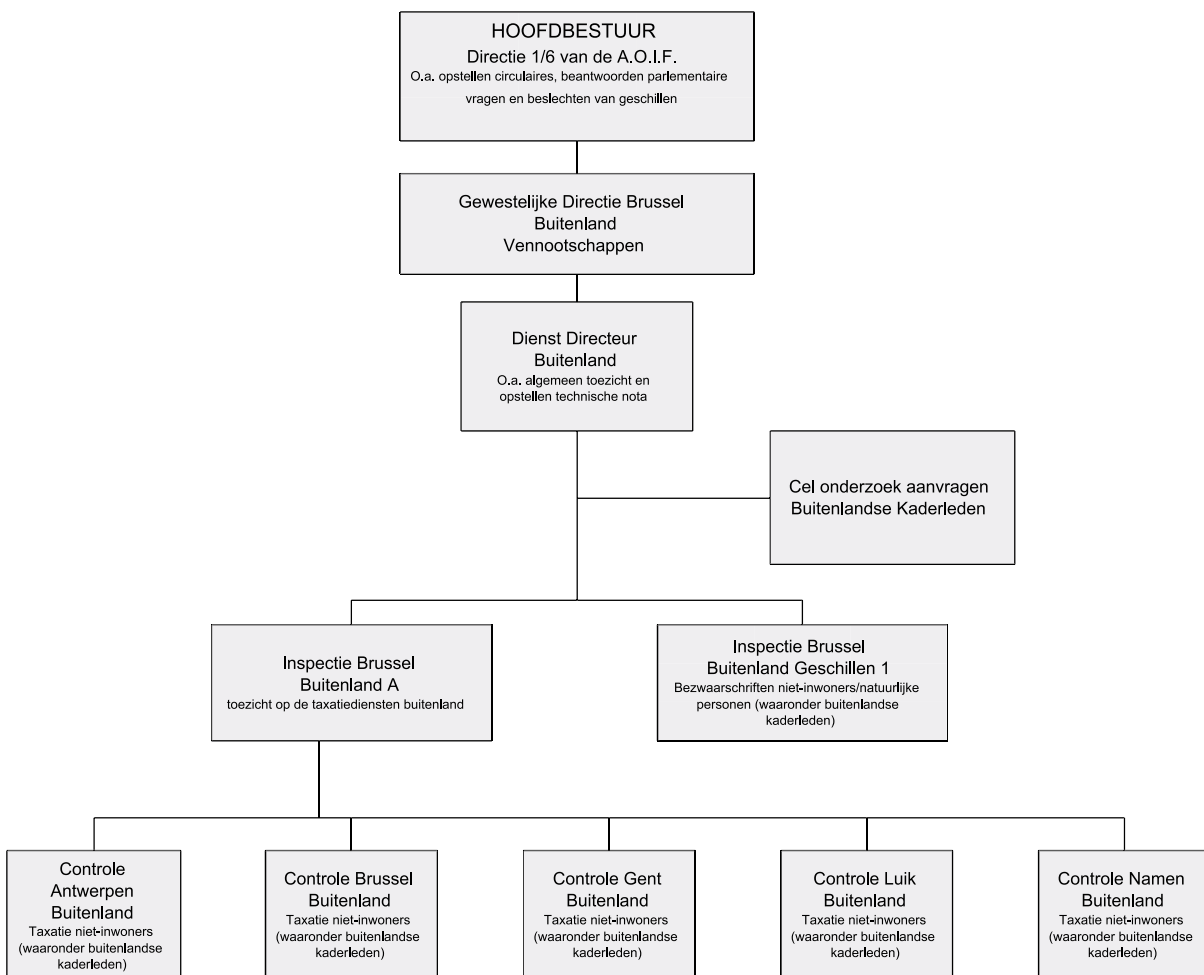 HOOFDBESTUUR
Directie 1/6 van de A.O.I.F.
O.a. opstellen circulaires, beantwoorden parlementaire
vragen en beslechten van geschillen
Gewestelijke Directie Brussel
Buitenland
Vennootschappen
Dienst Directeur
Buitenland
O.a. algemeen toezicht en
opstellen technische nota
Cel onderzoek aanvragen
Buitenlandse Kaderleden
Inspectie Brussel
Buitenland A
toezicht op de taxatiediensten buitenland
Inspectie Brussel
Buitenland Geschillen 1
Bezwaarschriften niet-inwoners/natuurlijke
personen (waaronder buitenlandse
kaderleden)
Controle
Antwerpen
Buitenland
Taxatie niet-inwoners
(waaronder buitenlandse
kaderleden)
Controle Brussel
Buitenland
Taxatie niet-inwoners
(waaronder buitenlandse
kaderleden)
Controle Gent
Buitenland
Taxatie niet-inwoners
(waaronder buitenlandse
kaderleden)
Controle Luik
Buitenland
Taxatie niet-inwoners
(waaronder buitenlandse
kaderleden)
Controle Namen
Buitenland
Taxatie niet-inwoners
(waaronder buitenlandse
kaderleden)